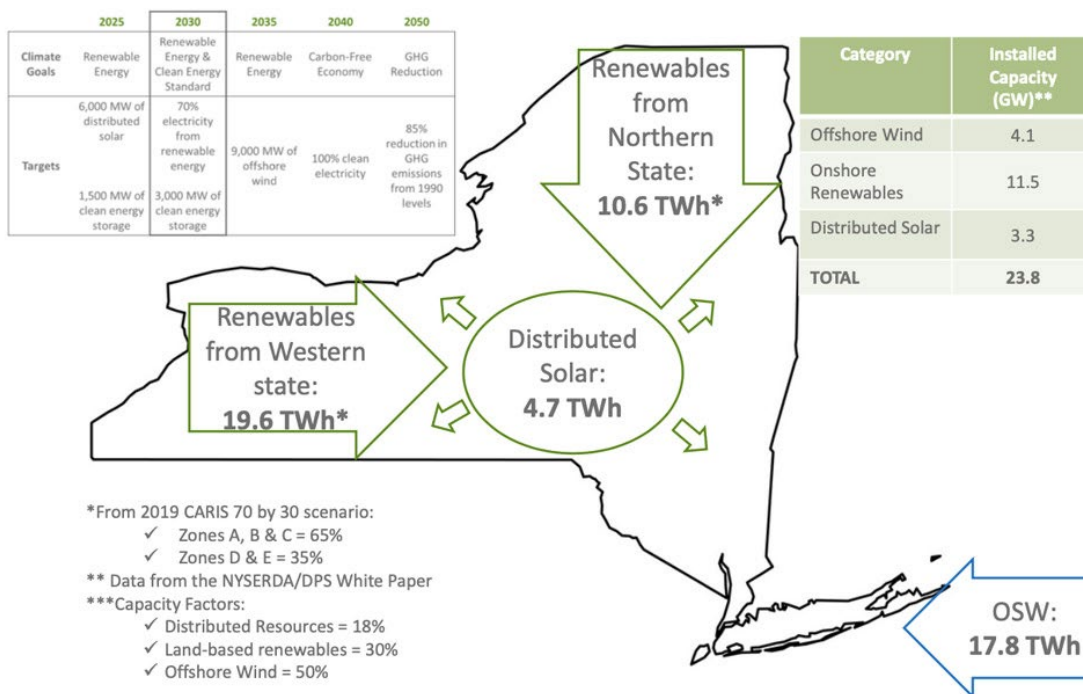 2025 2030 2035 2040 2050
Climate Goals
Renewable Energy
Renewable Energy & Clean Energy Standard
Renewable Energy
Carbon-Free Economy
GHG Reduction
Targets
6,000 MW of distributed solar
1,500 MW of clean energy storage
70% electricity from renewable energy
3,000 MW of clean energy storage
9,000 MW of offshore wind
100% clean electricity
85% reduction in GHG emissions from 1990 levels
Renewables
from
Northern
State:
10.6 TWh*
Category Installed Capacity (GW)**
Offshore Wind 4.1
Onshore Renewables 11.5
Distributed Solar 3.3
TOTAL 23.8
Renewables
from Western
state:
19.6 TWh*
Distributed
Solar:
4.7 TWh
*From 2019 CARIS 70 by 30 scenario:
✓ Zones A, B & C = 65%
✓ Zones D & E = 35%
** Data from the NYSERDA/DPS White Paper
***Capacity Factors:
✓ Distributed Resources = 18%
✓ Land-based renewables = 30%
✓ Offshore Wind = 50%
OSW:
17.8 TWh